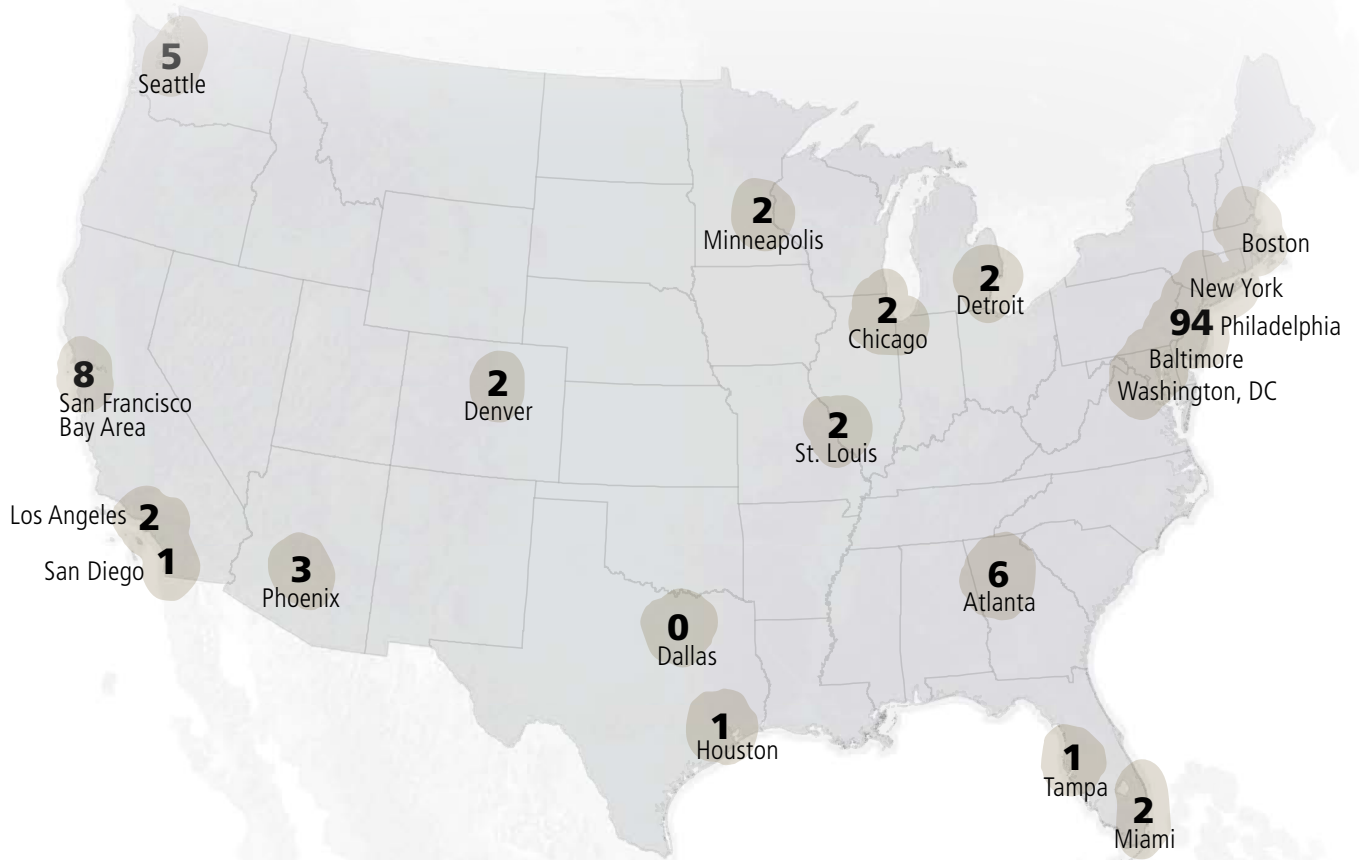 5
Seattle
2
Minneapolis
Boston
2
Detroit
New York
2
Chicago
94 Philadelphia
Baltimore
Washington, DC
8
San Francisco
Bay Area
2
Denver
2
St. Louis
Los Angeles 2
San Diego 1
3
Phoenix
6
Atlanta
0
Dallas
1
Houston
1
Tampa
2
Miami